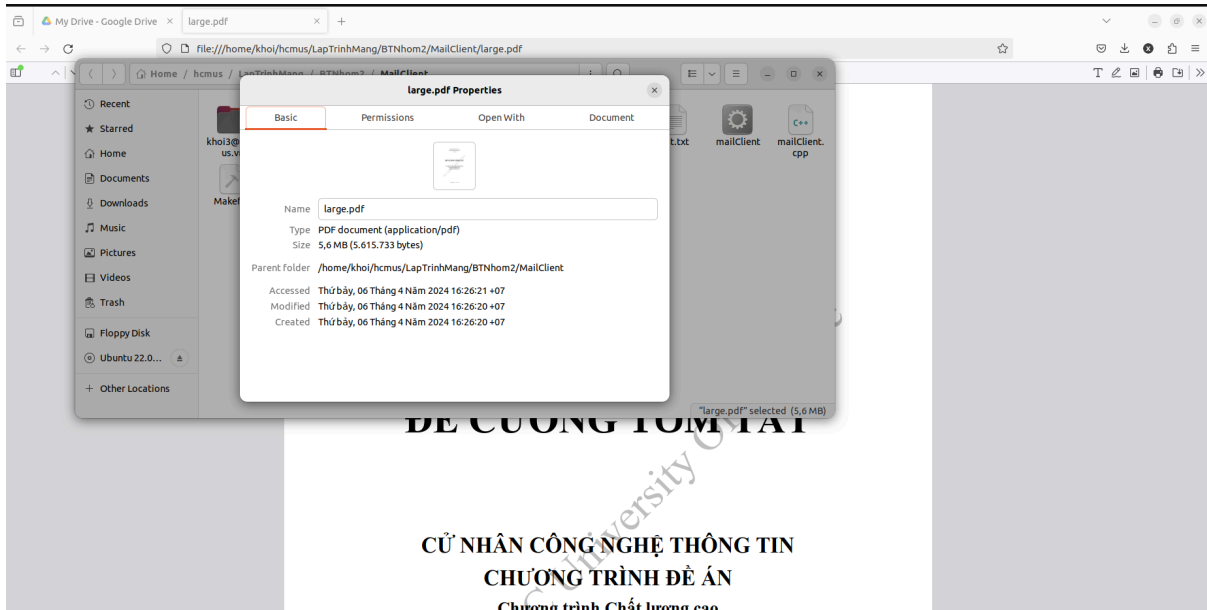 My Drive - Google Drive
large.pdf
file:///home/khoi/hcmus/LapTrinhMang/BTNhom2/MailClient/large.pdf
Home / hcmus / LapTrinhMang / BTNhom2 / MailClient
large.pdf Properties
Recent
Starred
Home
Documents
Downloads
Music
Pictures
Videos
Trash
Floppy Disk
Ubuntu 22.0...
Other Locations
khoi3@
us.v
Makef
t.txt
mailClient
C++
mailClient.
cpp
Basic
Permissions
Open With
Document
Name large.pdf
Type PDF document (application/pdf)
Size 5,6 MB (5.615.733 bytes)
Parent folder /home/khoi/hcmus/LapTrinhMang/BTNhom2/MailClient
Accessed Thứ bảy, 06 Tháng 4 Năm 2024 16:26:21 +07
Modified Thứ bảy, 06 Tháng 4 Năm 2024 16:26:20 +07
Created Thứ bảy, 06 Tháng 4 Năm 2024 16:26:20 +07
"large.pdf" selected (5,6 MB)
ĐỀ CƯƠNG TÓM TẮT
University
CỬ NHÂN CÔNG NGHỆ THÔNG TIN
CHƯƠNG TRÌNH ĐỀ ÁN
Chương trình Chất lượng cao